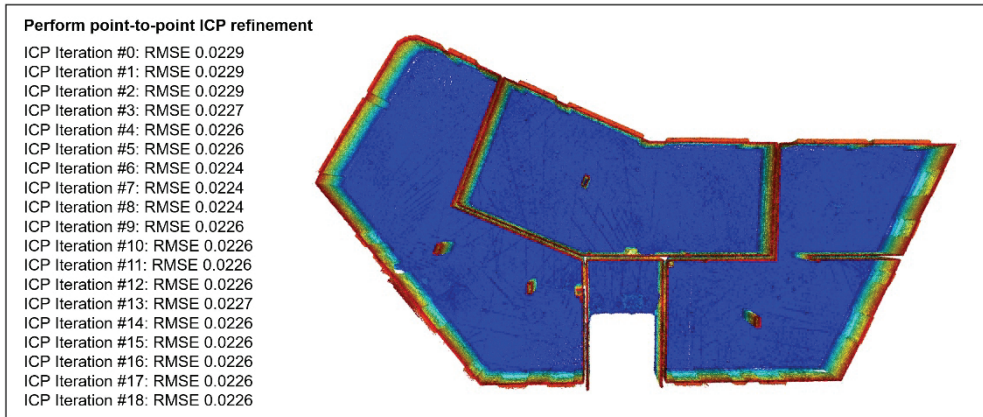 Perform point-to-point ICP refinement
ICP Iteration #0: RMSE 0.0229
ICP Iteration #1: RMSE 0.0229
ICP Iteration #2: RMSE 0.0229
ICP Iteration #3: RMSE 0.0227
ICP Iteration #4: RMSE 0.0226
ICP Iteration #5: RMSE 0.0226
ICP Iteration #6: RMSE 0.0224
ICP Iteration #7: RMSE 0.0224
ICP Iteration #8: RMSE 0.0224
ICP Iteration #9: RMSE 0.0226
ICP Iteration #10: RMSE 0.0226
ICP Iteration #11: RMSE 0.0226
ICP Iteration #12: RMSE 0.0226
ICP Iteration #13: RMSE 0.0227
ICP Iteration #14: RMSE 0.0226
ICP Iteration #15: RMSE 0.0226
ICP Iteration #16: RMSE 0.0226
ICP Iteration #17: RMSE 0.0226
ICP Iteration #18: RMSE 0.0226